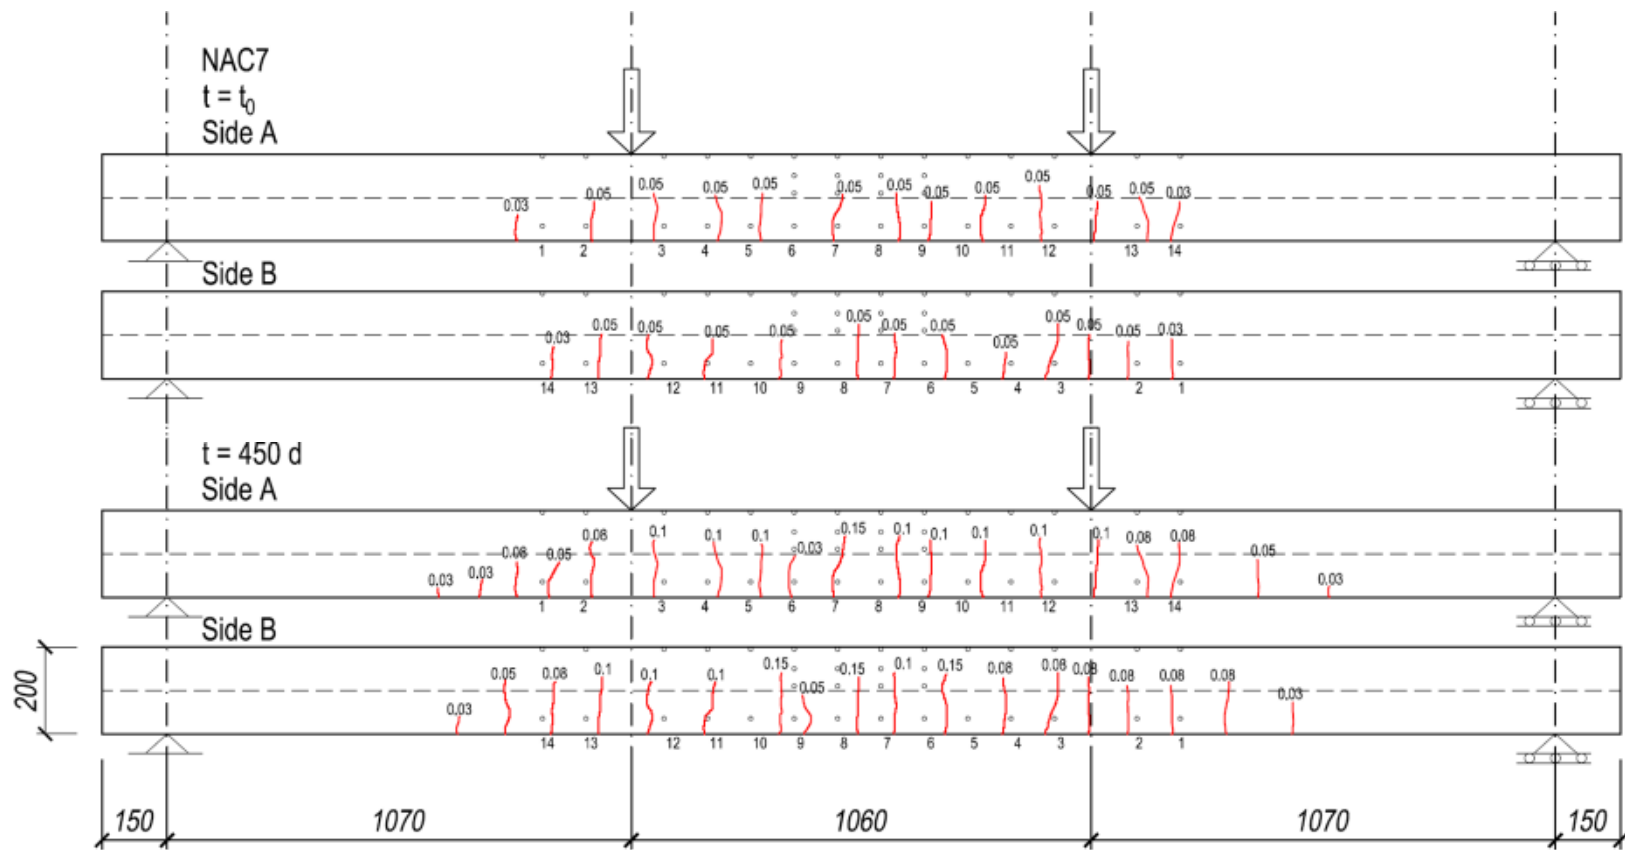 NAC7
t = t0
Side A
0.03 0.05 0.05 0.05 0.05 0.05 0.05 0.05 0.05 0.05 0.05 0.05 0.03
1 2 3 4 5 6 7 8 9 10 11 12 13 14
Side B
0.03 0.05 0.05 0.05 0.05 0.05 0.05 0.05 0.05 0.05 0.05 0.05 0.03
14 13 12 11 10 9 8 7 6 5 4 3 2 1
t = 450 d
Side A
0.03 0.03 0.08 0.05 0.08 0.1 0.1 0.1 0.03 0.15 0.1 0.1 0.1 0.1 0.1 0.08 0.08 0.05 0.03
1 2 3 4 5 6 7 8 9 10 11 12 13 14
Side B
0.03 0.05 0.08 0.1 0.1 0.1 0.15 0.05 0.15 0.1 0.15 0.08 0.08 0.08 0.08 0.08 0.08 0.03
14 13 12 11 10 9 8 7 6 5 4 3 2 1
200
150 1070 1060 1070 150